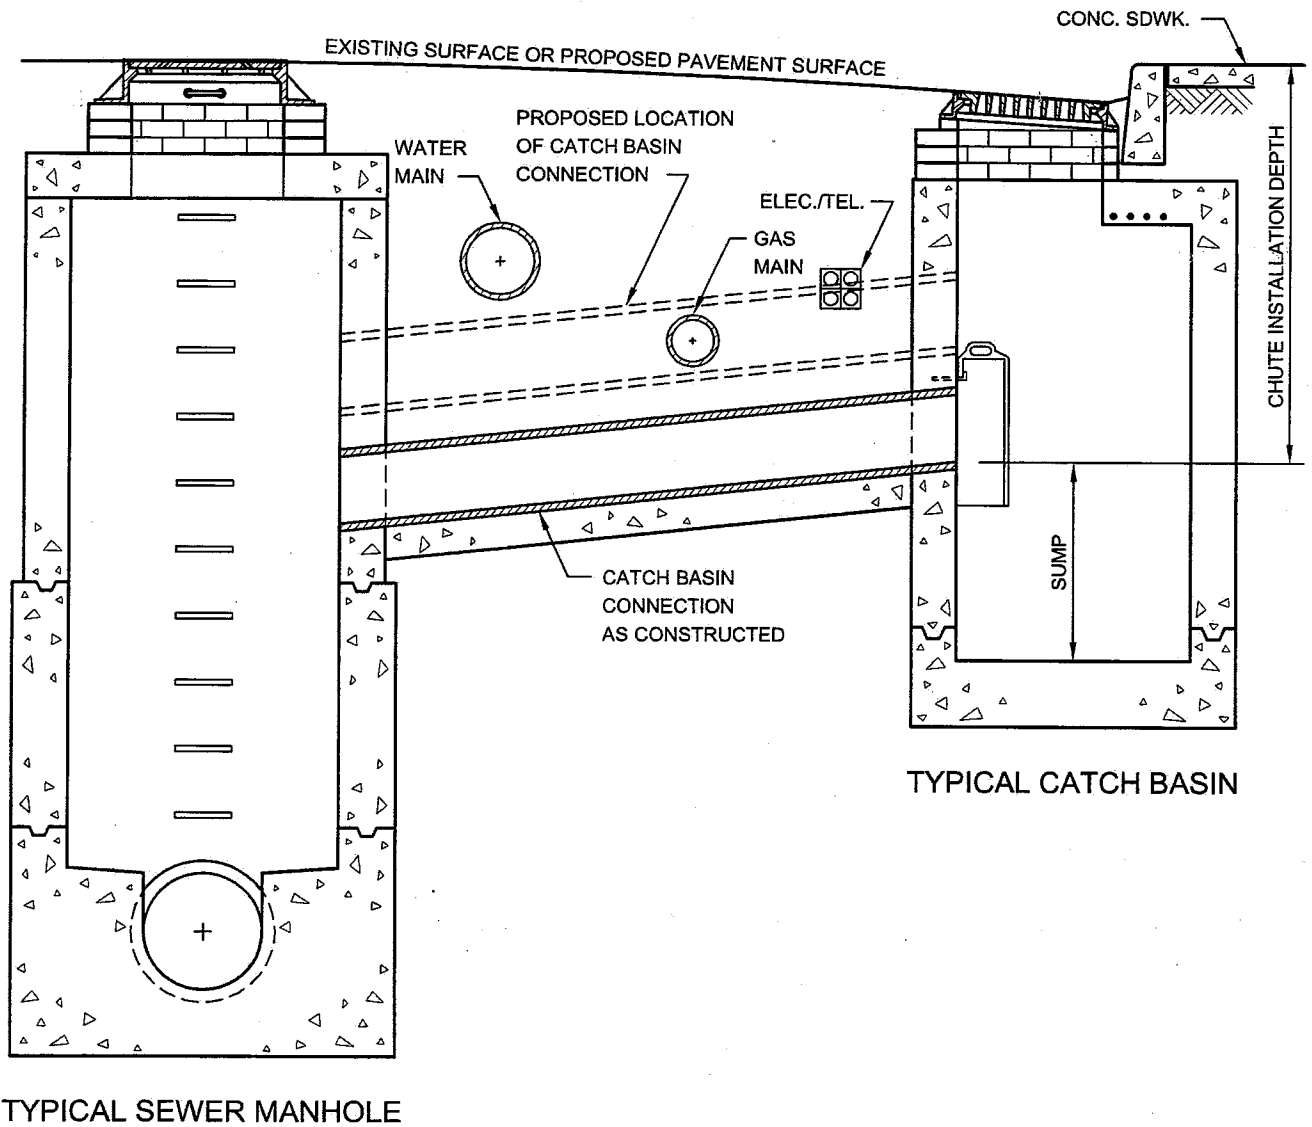 CONC. SDWK.
EXISTING SURFACE OR PROPOSED PAVEMENT SURFACE
PROPOSED LOCATION
OF CATCH BASIN
CONNECTION
WATER
MAIN
ELEC./TEL.
GAS
MAIN
CHUTE INSTALLATION DEPTH
SUMP
CATCH BASIN
CONNECTION
AS CONSTRUCTED
TYPICAL CATCH BASIN
TYPICAL SEWER MANHOLE